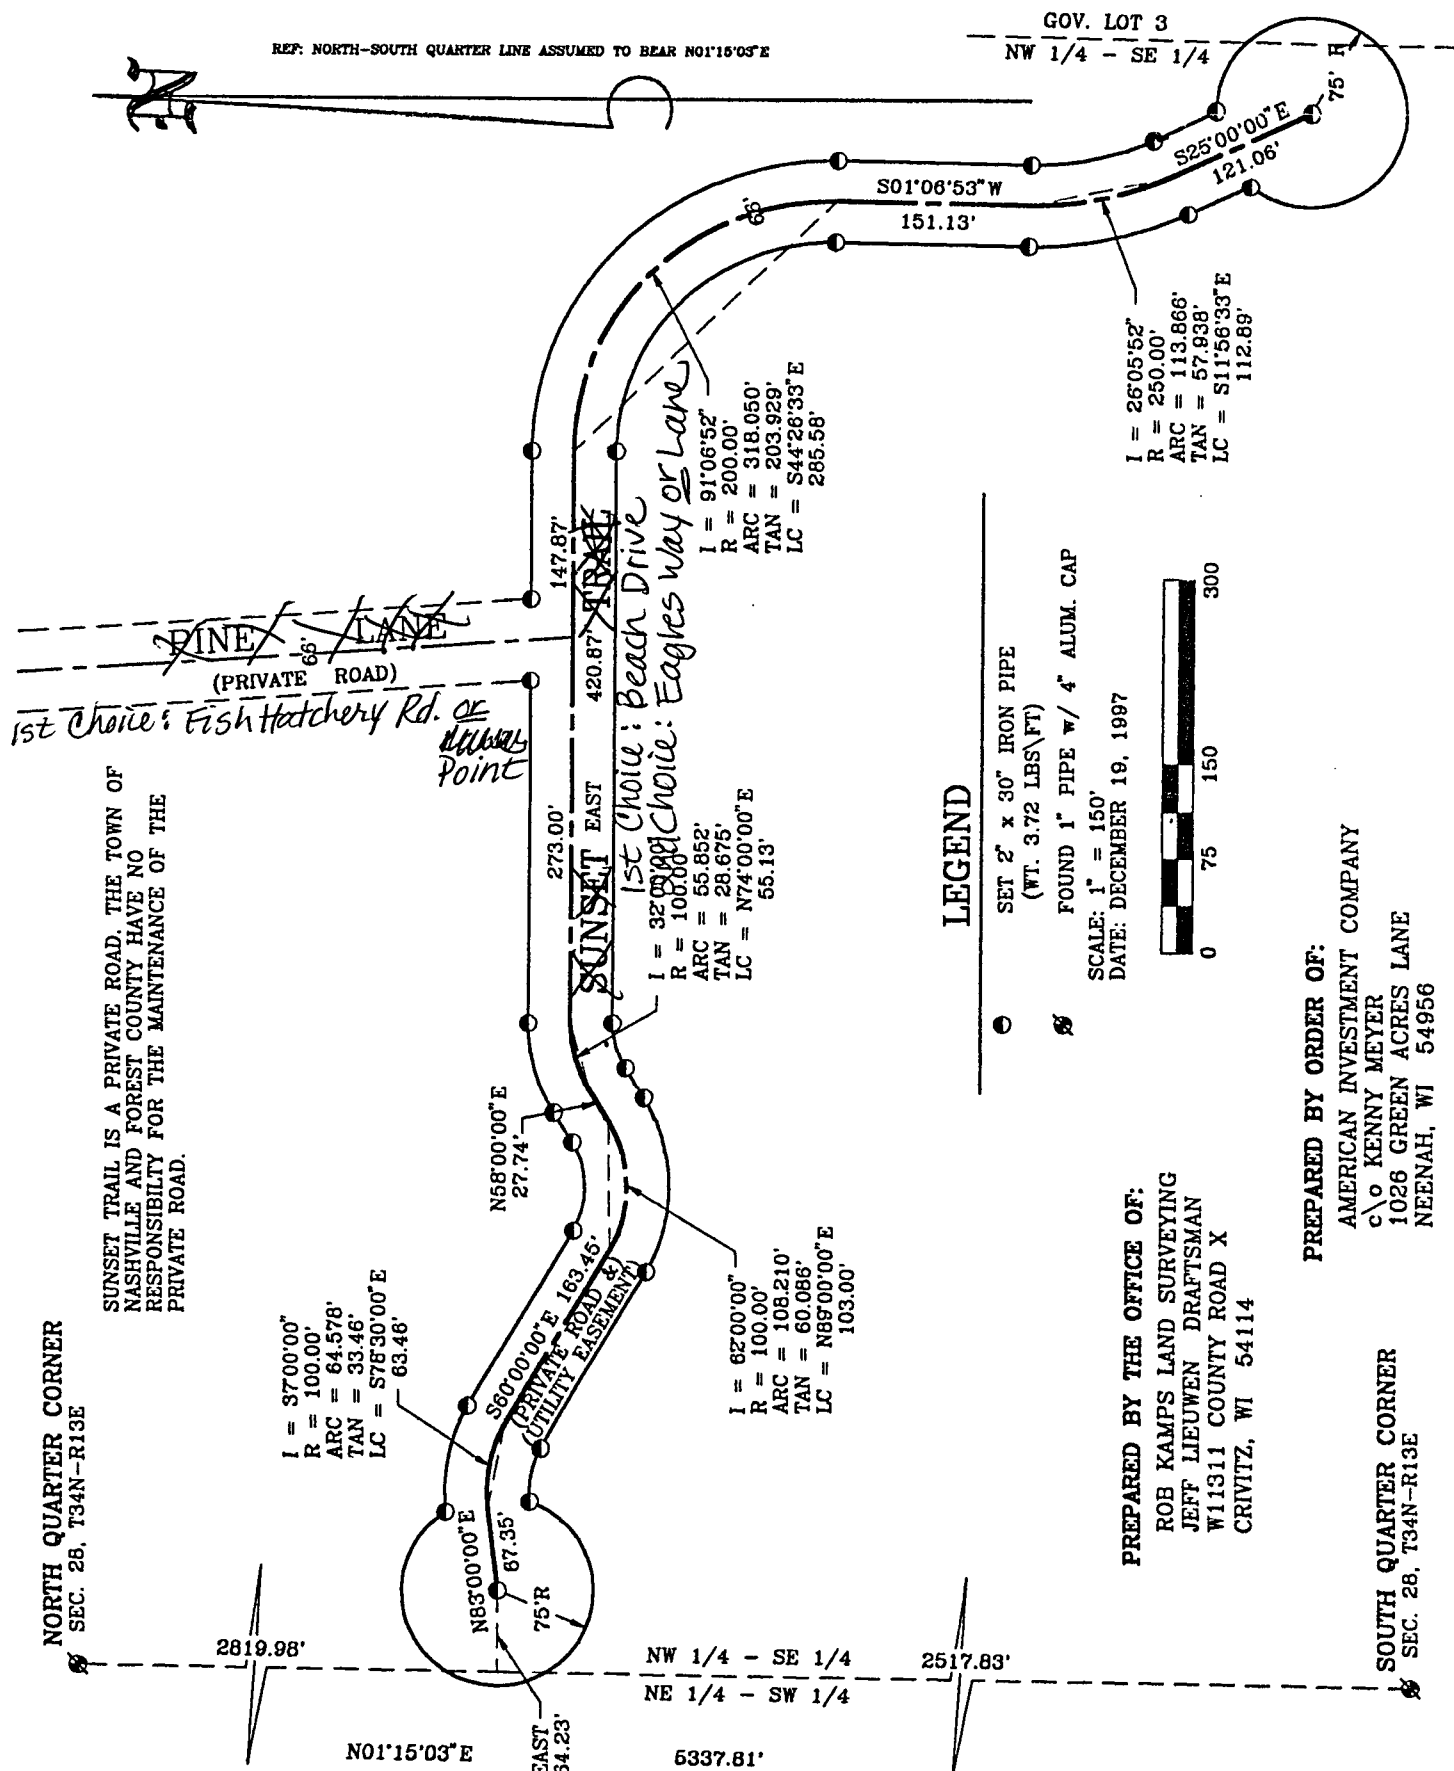 REF: NORTH-SOUTH QUARTER LINE ASSUMED TO BEAR N01°15'03"E
GOV. LOT 3
NW 1/4 - SE 1/4
75' R
S25°00'00"E
121.06'
S01°06'53"W
151.13'
66'
I = 26°05'52"
R = 250.00'
ARC = 113.866'
TAN = 57.938'
LC = S11°56'33"E
112.89'
I = 91°06'52"
R = 200.00'
ARC = 318.050'
TAN = 203.929'
LC = S44°26'33"E
285.58'
147.87'
TRAIL
420.87'
PINE LANE
66'
(PRIVATE ROAD)
1st Choice: Fish Hatchery Rd. or
Point
1st Choice: Beach Drive
2nd Choice: Eagles Way or Lane
273.00'
SUNSET EAST
I = 32°00'00"
R = 100.00'
ARC = 55.852'
TAN = 28.675'
LC = N74°00'00"E
55.13'
SUNSET TRAIL IS A PRIVATE ROAD. THE TOWN OF
NASHVILLE AND FOREST COUNTY HAVE NO
RESPONSIBILTY FOR THE MAINTENANCE OF THE
PRIVATE ROAD.
LEGEND
SET 2" x 30" IRON PIPE
(WT. 3.72 LBS\FT)
FOUND 1" PIPE w/ 4" ALUM. CAP
SCALE: 1" = 150'
DATE: DECEMBER 19, 1997
0 75 150 300
N58°00'00"E
27.74'
S60°00'00"E 163.45'
(PRIVATE ROAD &)
(UTILITY EASEMENT)
I = 62°00'00"
R = 100.00'
ARC = 108.210'
TAN = 60.086'
LC = N89°00'00"E
103.00'
I = 37°00'00"
R = 100.00'
ARC = 64.578'
TAN = 33.46'
LC = S78°30'00"E
63.46'
N83°00'00"E
67.35'
75'R
PREPARED BY THE OFFICE OF:
ROB KAMPS LAND SURVEYING
JEFF LIEUWEN DRAFTSMAN
W11311 COUNTY ROAD X
CRIVITZ, WI 54114
PREPARED BY ORDER OF:
AMERICAN INVESTMENT COMPANY
c\o KENNY MEYER
1026 GREEN ACRES LANE
NEENAH, WI 54956
NORTH QUARTER CORNER
SEC. 28, T34N-R13E
SOUTH QUARTER CORNER
SEC. 28, T34N-R13E
2819.98'
NW 1/4 - SE 1/4
2517.83'
NE 1/4 - SW 1/4
N01°15'03"E
5337.81'
EAST
64.23'